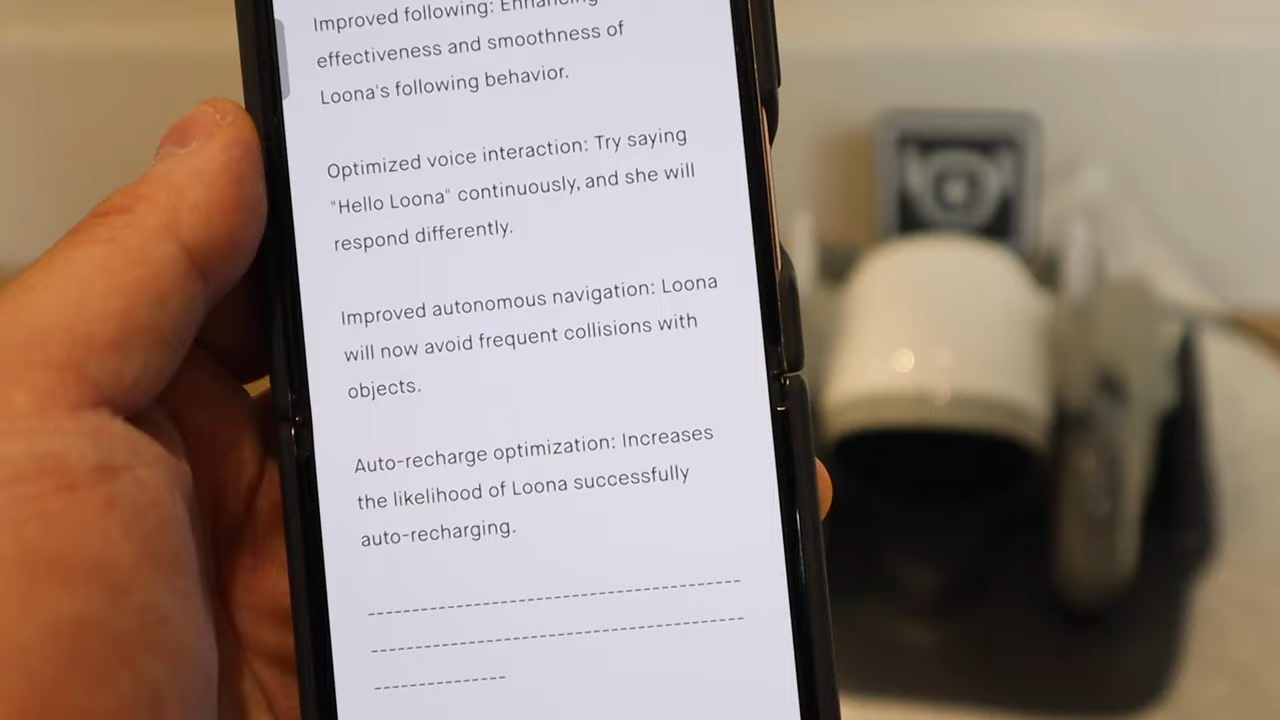 Improved following: Enhancing
effectiveness and smoothness of
Loona's following behavior.
Optimized voice interaction: Try saying
"Hello Loona" continuously, and she will
respond differently.
Improved autonomous navigation: Loona
will now avoid frequent collisions with
objects.
Auto-recharge optimization: Increases
the likelihood of Loona successfully
auto-recharging.